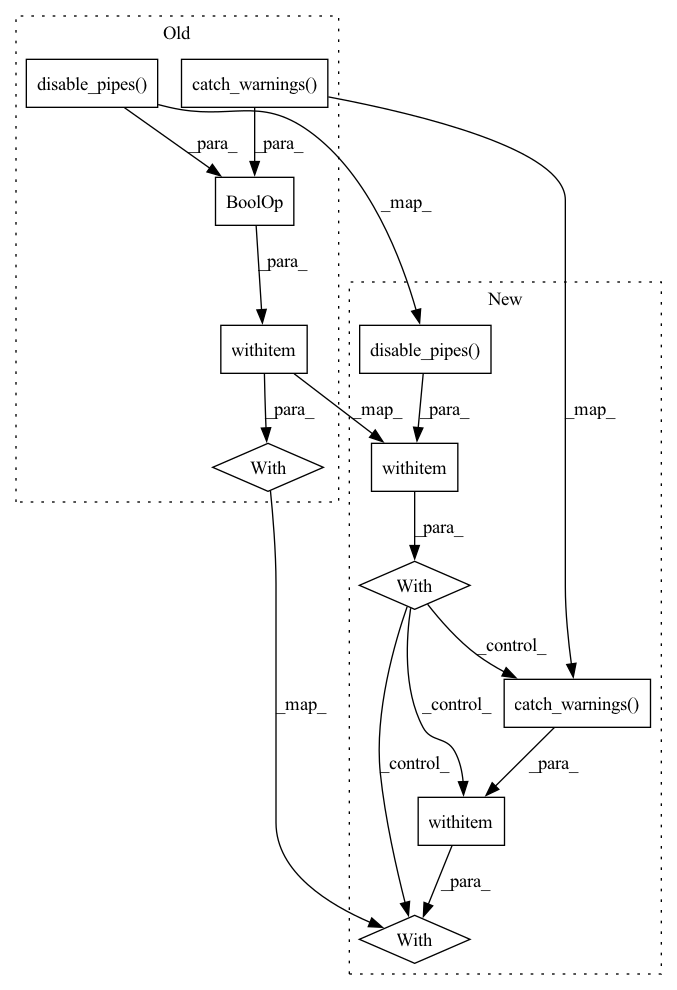 Old
disable_pipes()
catch_warnings()
_para_
_para_
BoolOp
_map_
_para_
New
withitem
disable_pipes()
_para_
_map_
_para_
_map_
With
withitem
_para_
With
_control_
catch_warnings()
_map_
_control_
_control_
_para_
withitem
_para_
With